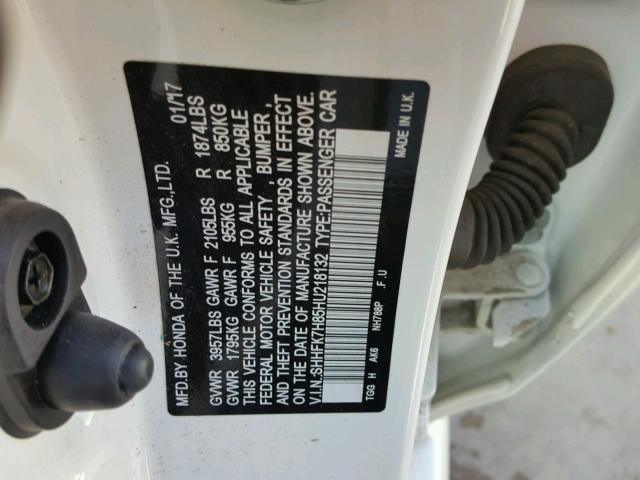 MFD.BY HONDA OF THE U.K. MFG.,LTD. 01/17
GVWR 3957LBS GAWR F 2105LBS R 1874LBS
GVWR 1795KG GAWR F 955KG R 850KG
THIS VEHICLE CONFORMS TO ALL APPLICABLE
FEDERAL MOTOR VEHICLE SAFETY, BUMPER,
AND THEFT PREVENTION STANDARDS IN EFFECT
ON THE DATE OF MANUFACTURE SHOWN ABOVE.
V.I.N.:SHHFK7H85HU218132 TYPE:PASSENGER CAR
TGG H AK6 NH788P .F.U MADE IN U.K.